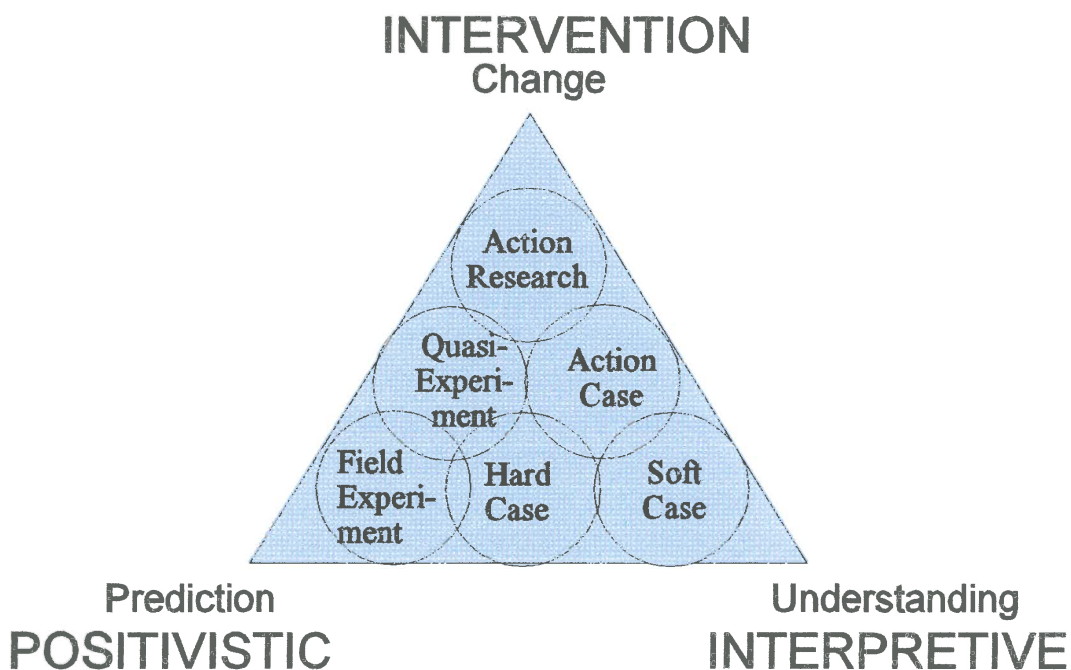 INTERVENTION
Change
Action
Research
Quasi-
Experi-
ment
Action
Case
Field
Experi-
ment
Hard
Case
Soft
Case
Prediction
POSITIVISTIC
Understanding
INTERPRETIVE